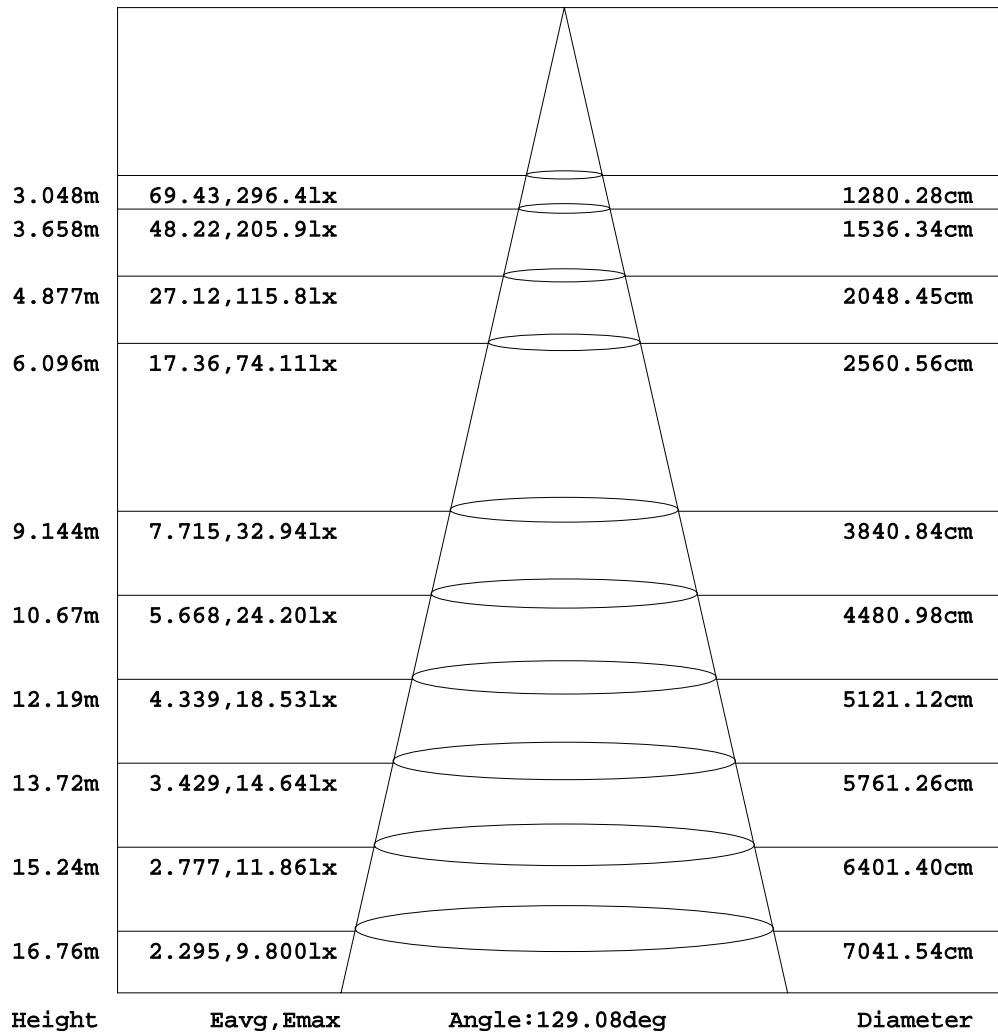 3.048m 69.43,296.4lx 1280.28cm
3.658m 48.22,205.9lx 1536.34cm
4.877m 27.12,115.8lx 2048.45cm
6.096m 17.36,74.11lx 2560.56cm
9.144m 7.715,32.94lx 3840.84cm
10.67m 5.668,24.20lx 4480.98cm
12.19m 4.339,18.53lx 5121.12cm
13.72m 3.429,14.64lx 5761.26cm
15.24m 2.777,11.86lx 6401.40cm
16.76m 2.295,9.800lx 7041.54cm
Height Eavg,Emax Angle:129.08deg Diameter